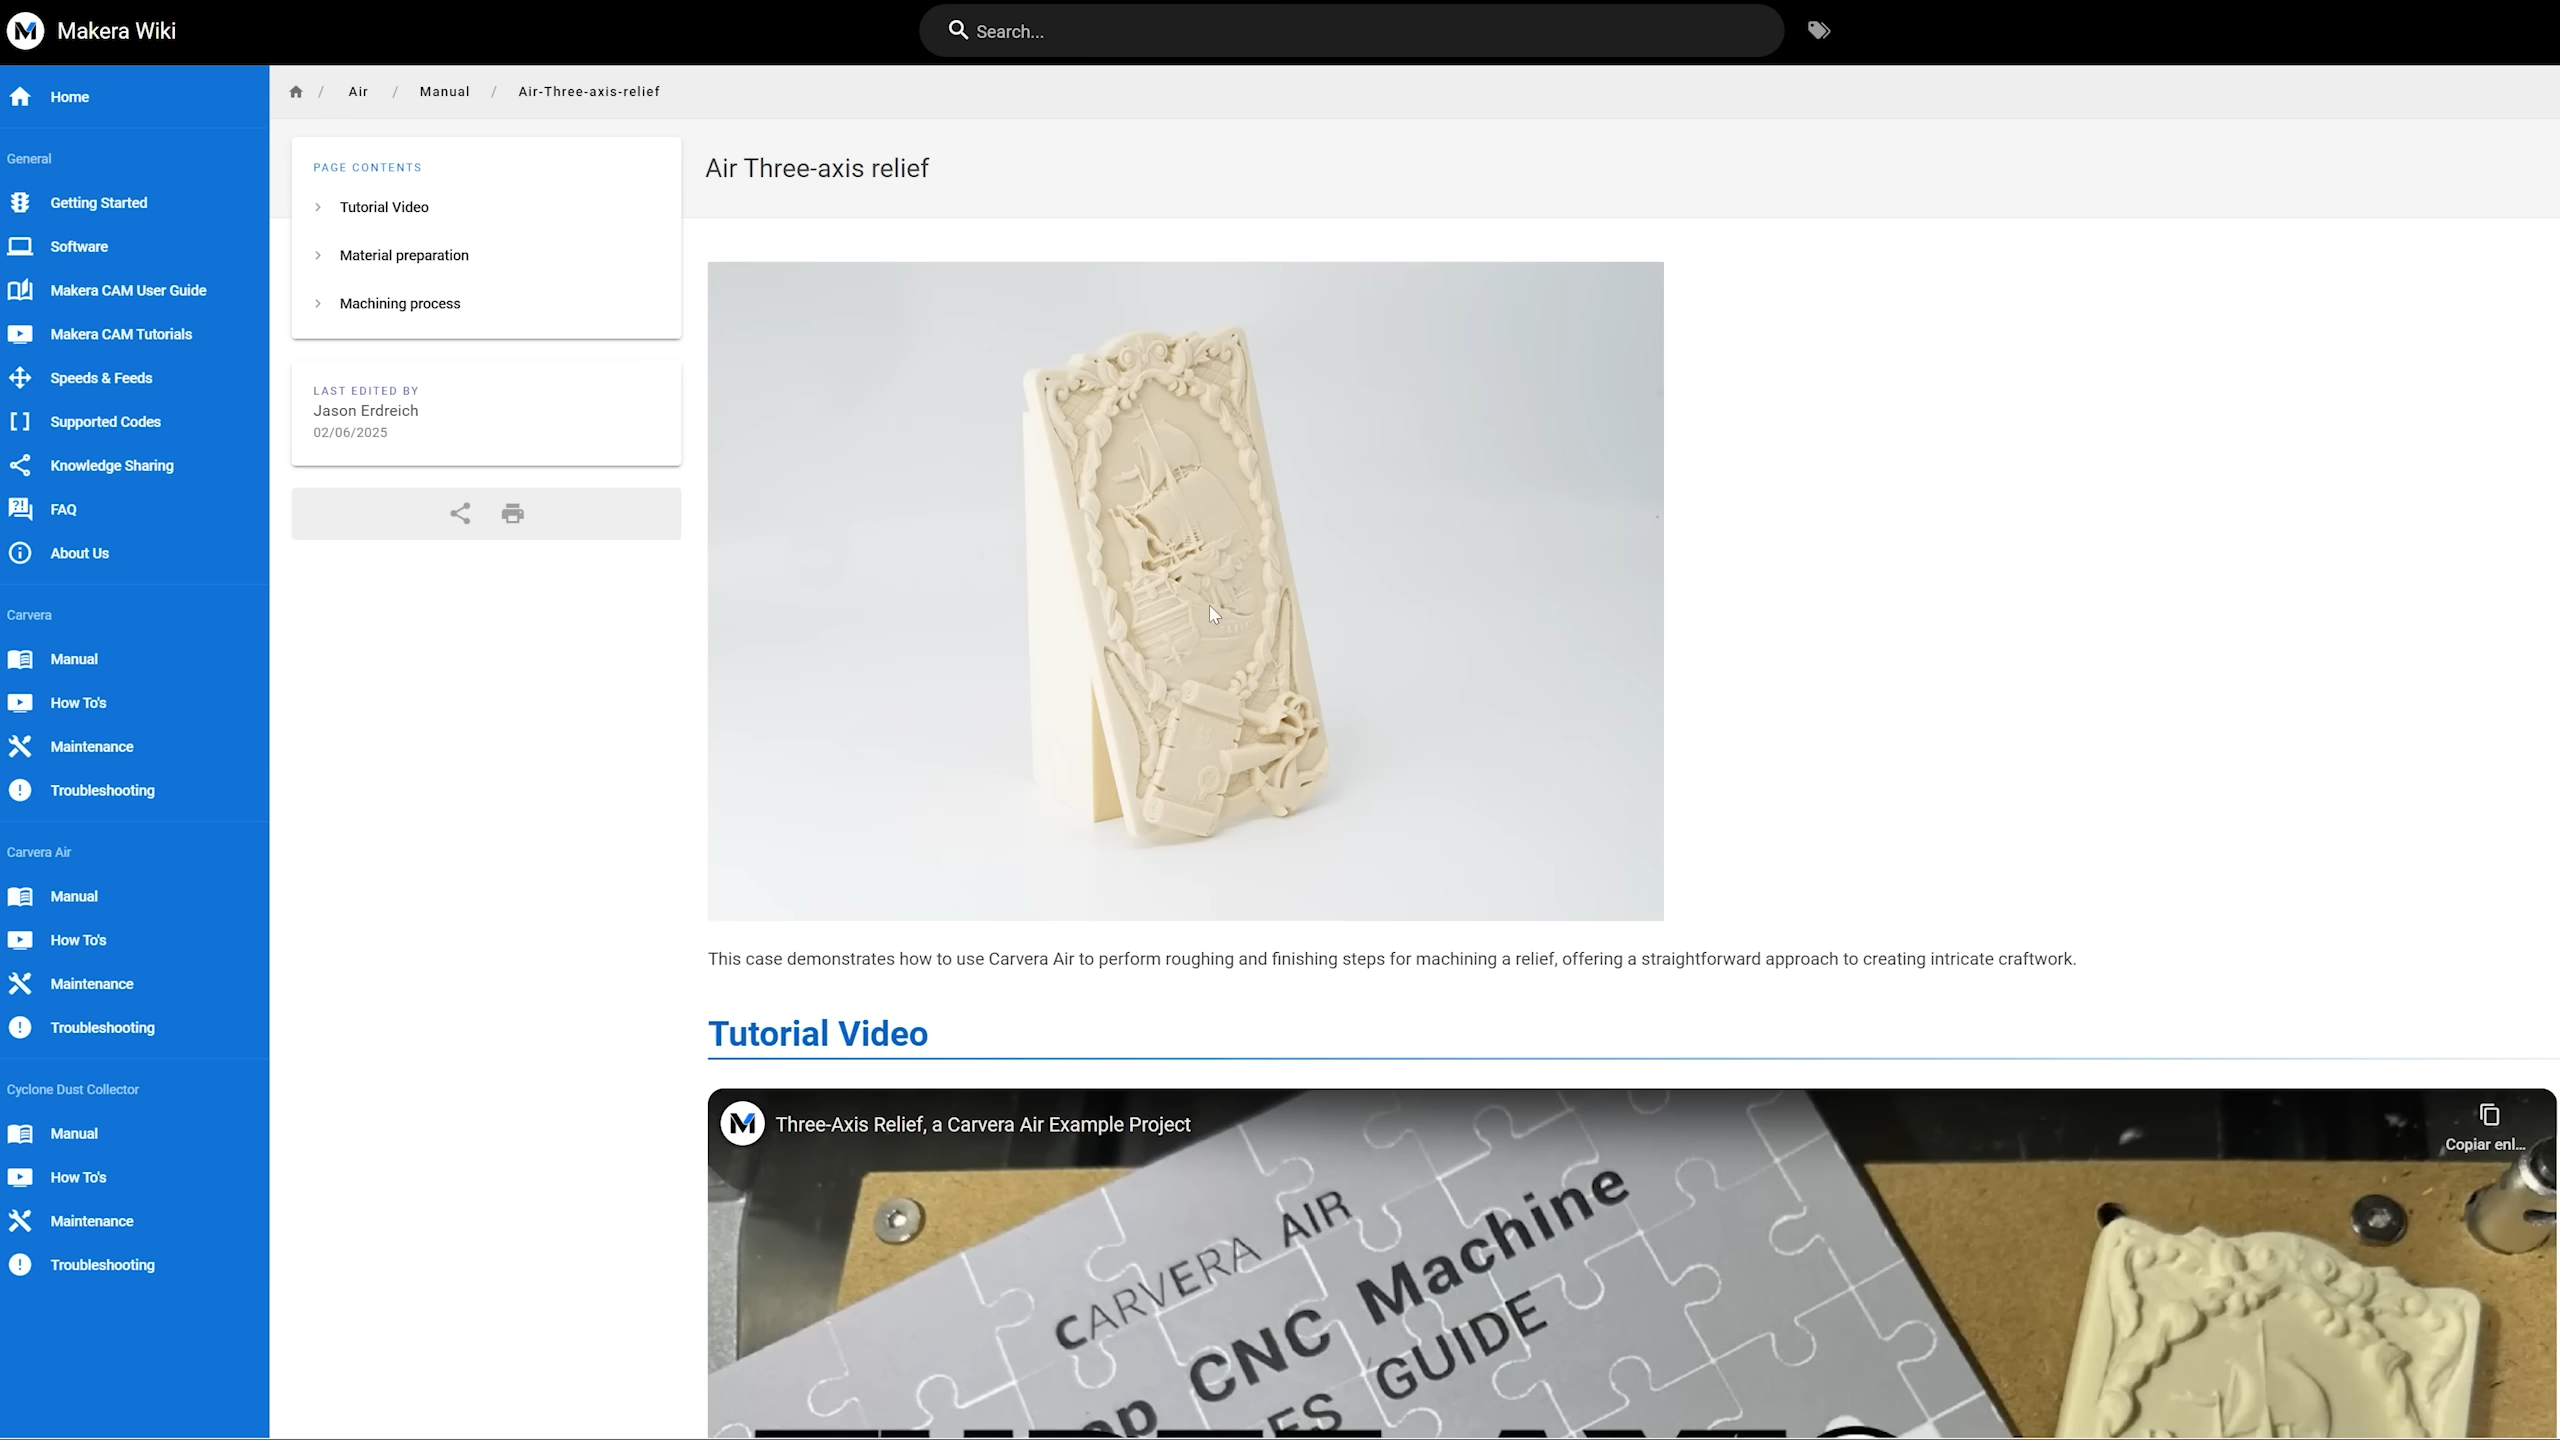 Makera Wiki
Search...
Home
General
Getting Started
Software
Makera CAM User Guide
Makera CAM Tutorials
Speeds & Feeds
Supported Codes
Knowledge Sharing
FAQ
About Us
Carvera
Manual
How To's
Maintenance
Troubleshooting
Carvera Air
Manual
How To's
Maintenance
Troubleshooting
Cyclone Dust Collector
Manual
How To's
Maintenance
Troubleshooting
/ Air / Manual / Air-Three-axis-relief
PAGE CONTENTS
Tutorial Video
Material preparation
Machining process
LAST EDITED BY
Jason Erdreich
02/06/2025
Air Three-axis relief
This case demonstrates how to use Carvera Air to perform roughing and finishing steps for machining a relief, offering a straightforward approach to creating intricate craftwork.
Tutorial Video
Three-Axis Relief, a Carvera Air Example Project
Copiar enl...
CARVERA AIR
op CNC Machine
ES GUIDE